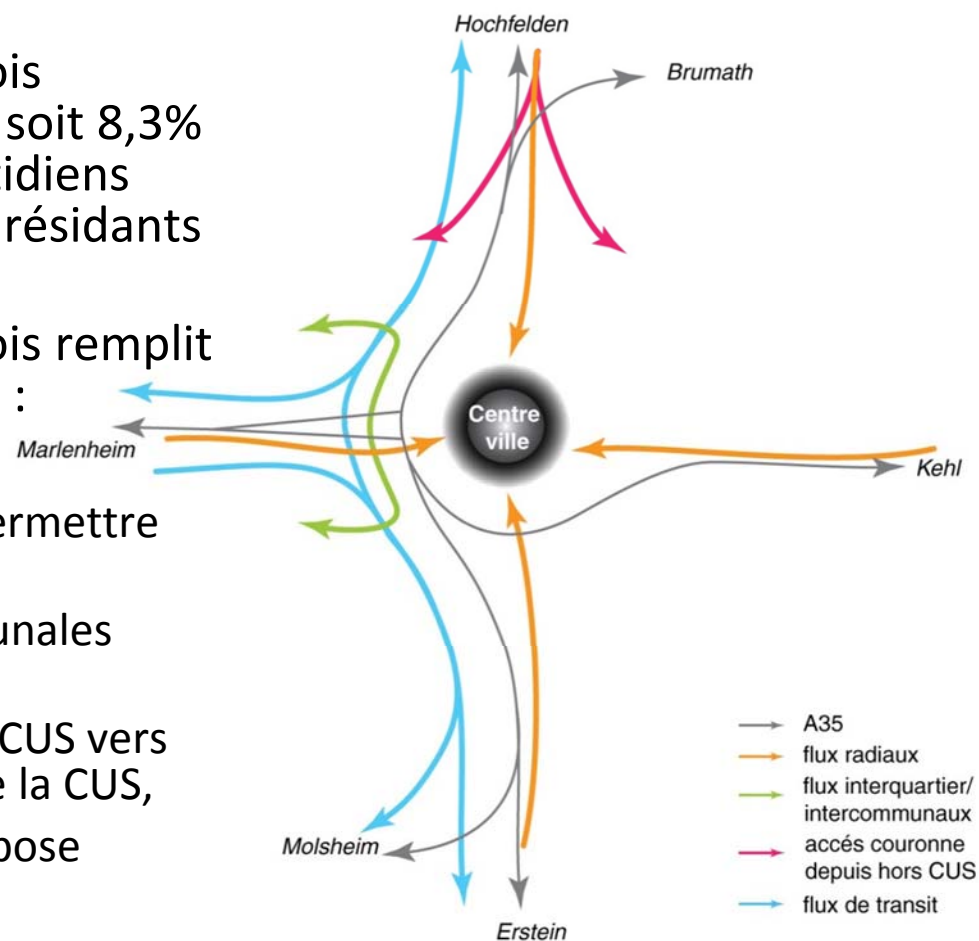 ois
soit 8,3%
tidiens
résidants
ois remplit
:
ermettre
unales
CUS vers
e la CUS,
pose
Hochfelden
Brumath
Centre
ville
Marlenheim
Kehl
Molsheim
Erstein
A35
flux radiaux
flux interquartier/
intercommunaux
accés couronne
depuis hors CUS
flux de transit